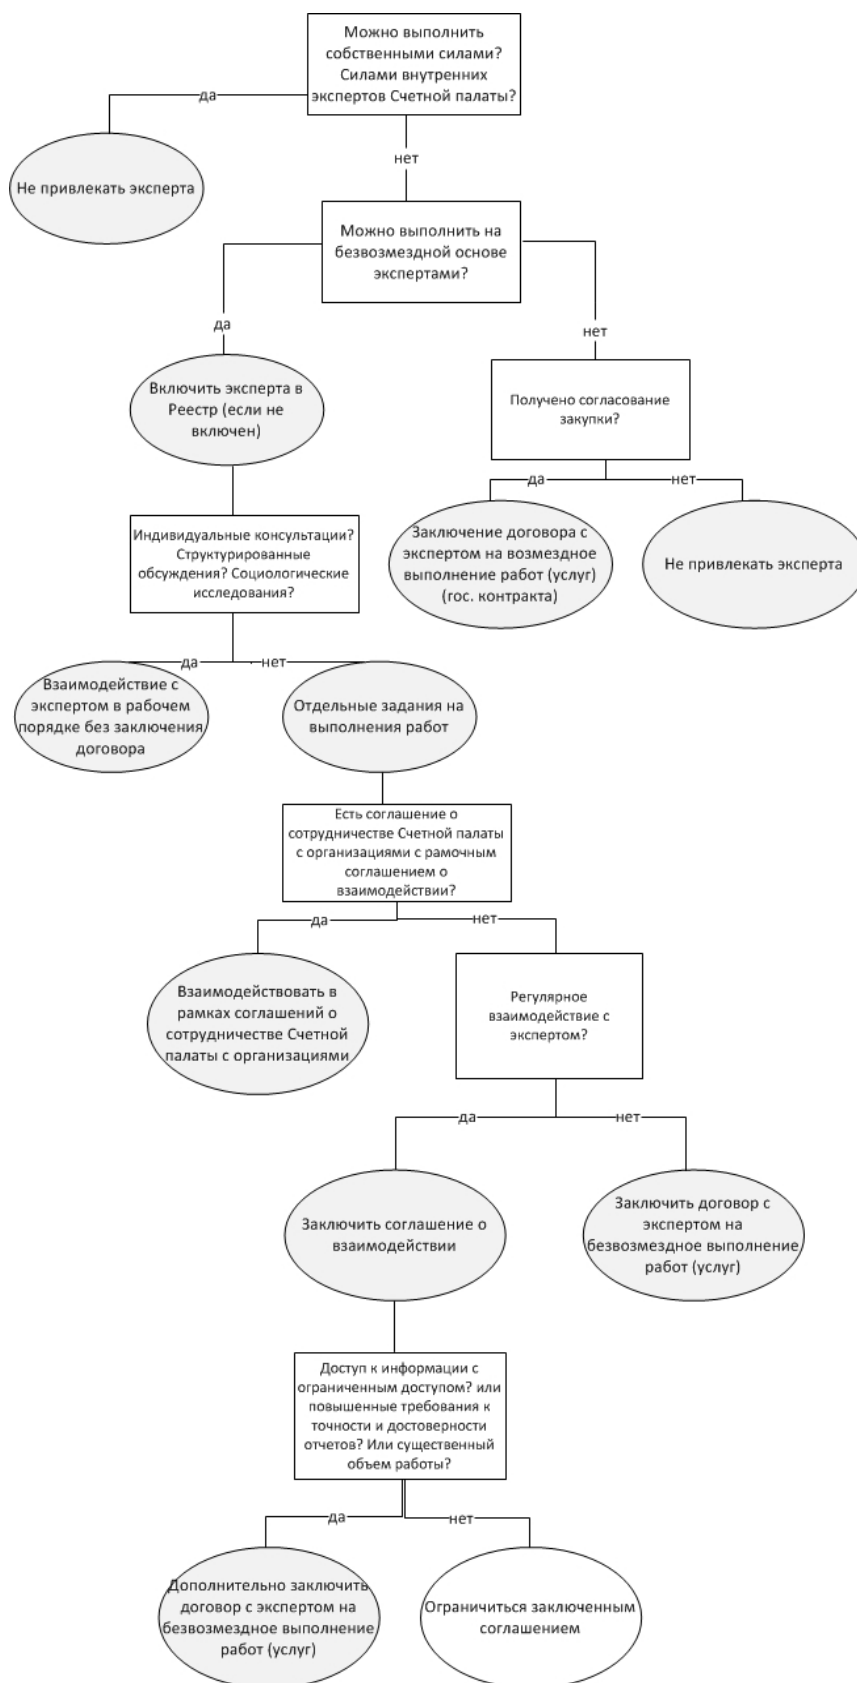 Можно выполнить
собственными силами?
Силами внутренних
экспертов Счетной палаты?
да
нет
Не привлекать эксперта
Можно выполнить на
безвозмездной основе
экспертами?
да
нет
Включить эксперта в
Реестр (если не
включен)
Получено согласование
закупки?
да
нет
Индивидуальные консультации?
Структурированные
обсуждения? Социологические
исследования?
Заключение договора с
экспертом на возмездное
выполнение работ (услуг)
(гос. контракта)
Не привлекать эксперта
да
нет
Взаимодействие с
экспертом в рабочем
порядке без заключения
договора
Отдельные задания на
выполнения работ
Есть соглашение о
сотрудничестве Счетной палаты
с организациями с рамочным
соглашением о
взаимодействии?
да
нет
Взаимодействовать в
рамках соглашений о
сотрудничестве Счетной
палаты с организациями
Регулярное
взаимодействие с
экспертом?
да
нет
Заключить соглашение о
взаимодействии
Заключить договор с
экспертом на
безвозмездное выполнение
работ (услуг)
Доступ к информации с
ограниченным доступом? или
повышенные требования к
точности и достоверности
отчетов? Или существенный
объем работы?
да
нет
Дополнительно заключить
договор с экспертом на
безвозмездное выполнение
работ (услуг)
Ограничиться заключенным
соглашением